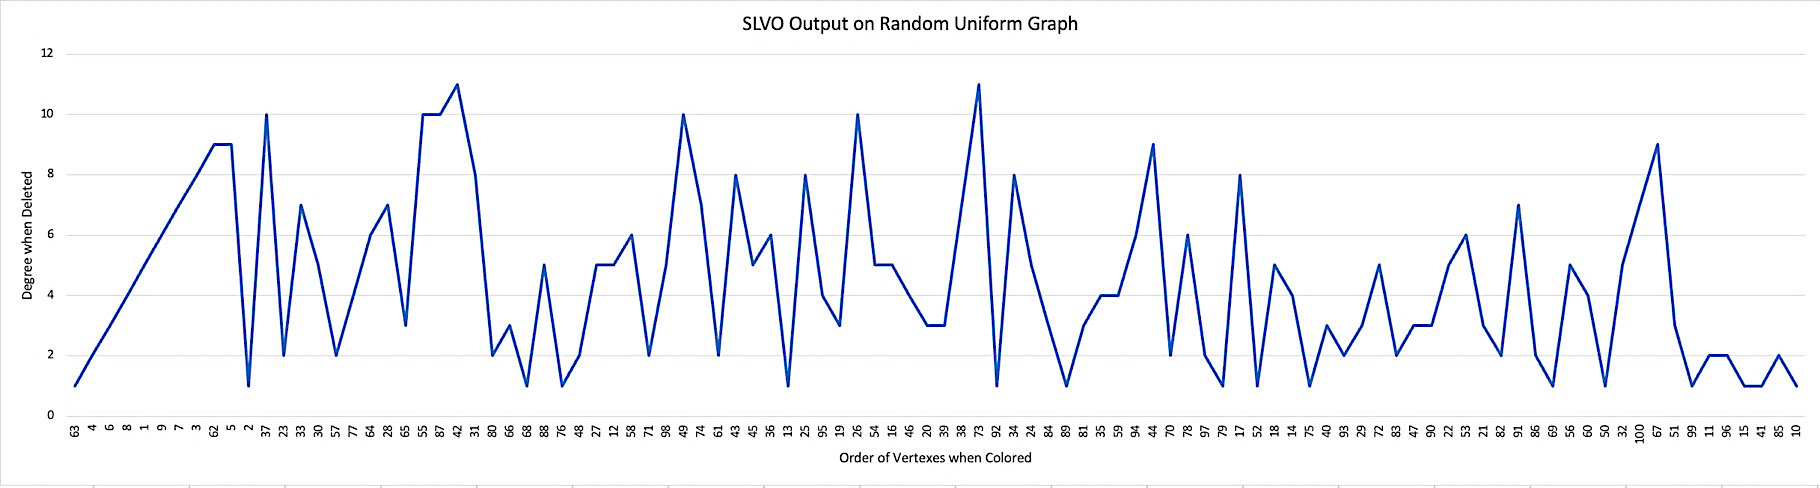 SLVO Output on Random Uniform Graph
12
10
8
6
4
2
0
Degree when Deleted
63 4 6 8 1 9 7 3 62 5 2 37 23 33 30 57 77 64 28 65 55 87 42 31 80 66 68 88 76 48 27 12 58 71 98 49 74 61 43 45 36 13 25 95 19 26 54 16 46 20 39 38 73 92 34 24 84 89 81 35 59 94 44 70 78 97 79 17 52 18 14 75 40 93 29 72 83 47 90 22 53 21 82 91 86 69 56 60 50 32 100 67 51 99 11 96 15 41 85 10
Order of Vertexes when Colored